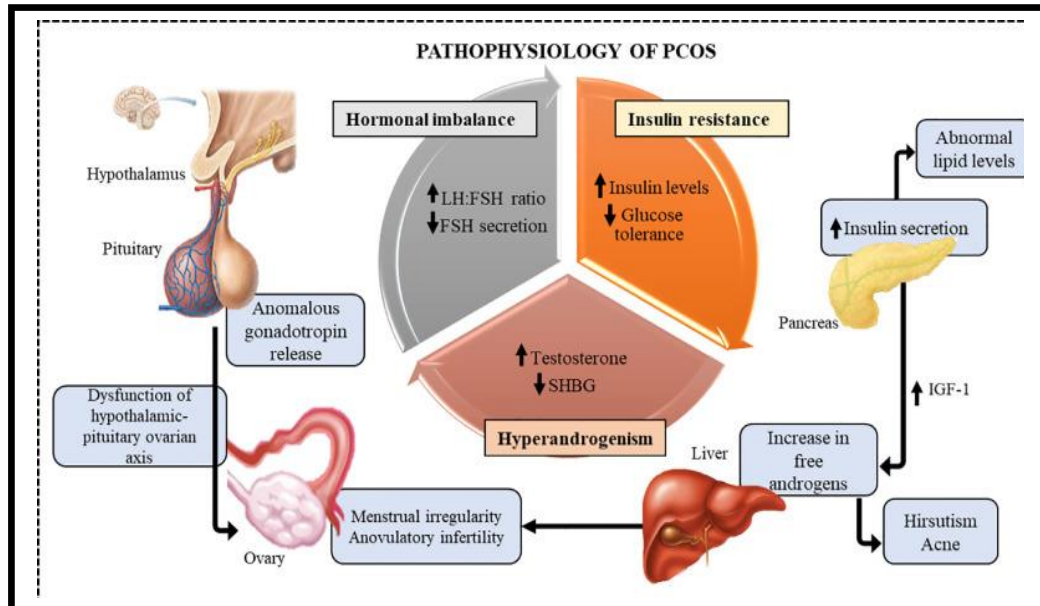 PATHOPHYSIOLOGY OF PCOS
Hormonal imbalance
↑ LH:FSH ratio
↓ FSH secretion
Insulin resistance
↑ Insulin levels
↓ Glucose
tolerance
↑ Testosterone
↓ SHBG
Hyperandrogenism
Hypothalamus
Pituitary
Anomalous
gonadotropin
release
Dysfunction of
hypothalamic-
pituitary ovarian
axis
Ovary
Menstrual irregularity
Anovulatory infertility
Liver
Abnormal
lipid levels
↑ Insulin secretion
Pancreas
↑ IGF-1
Increase in
free
androgens
Hirsutism
Acne